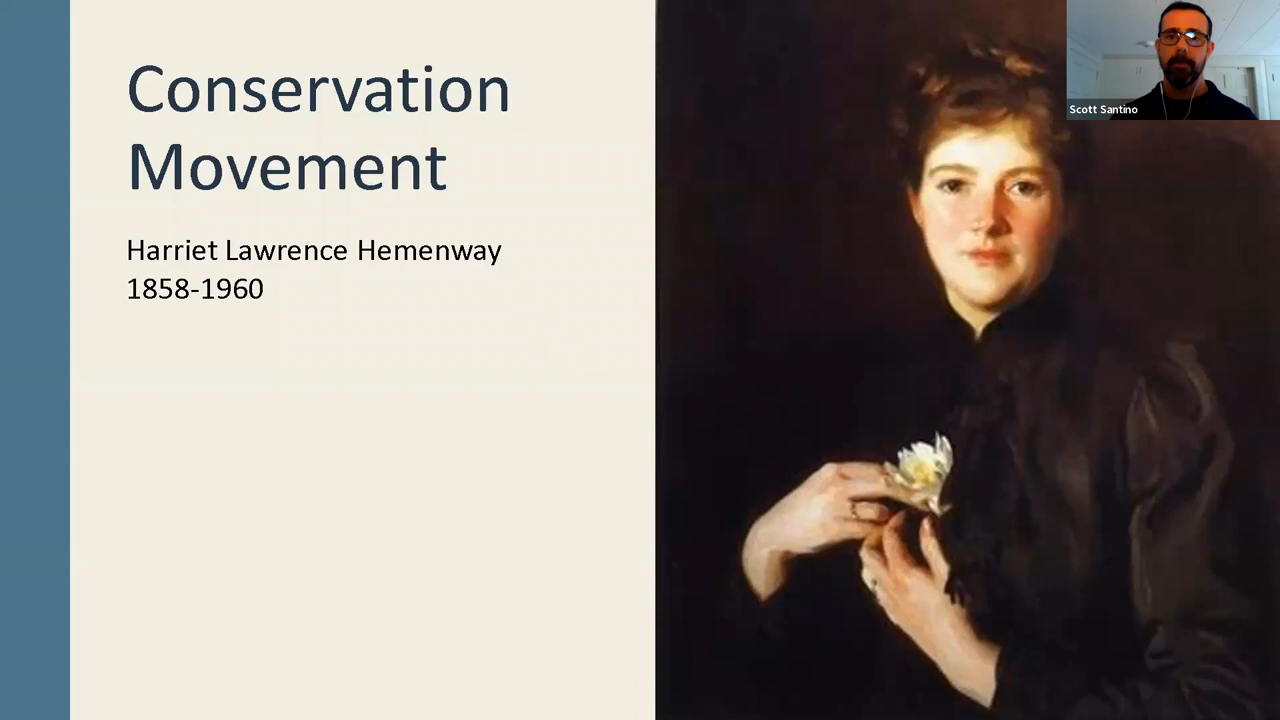 Conservation
Movement
Harriet Lawrence Hemenway
1858-1960
Scott Santino